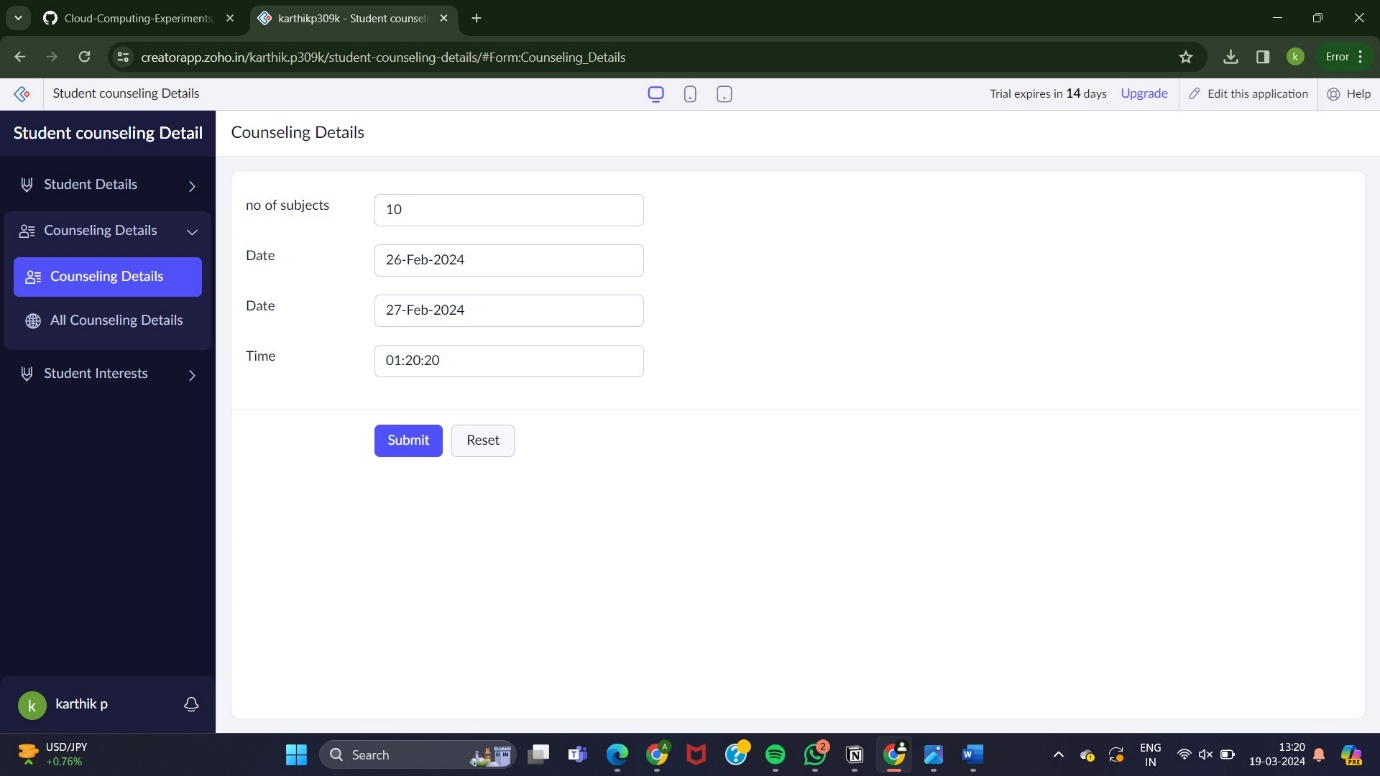 Cloud-Computing-Experiments
karthikp309k - Student counsel
creatorapp.zoho.in/karthik.p309k/student-counseling-details/#Form:Counseling_Details
k
Error
Student counseling Details
Trial expires in 14 days
Upgrade
Edit this application
Help
Student counseling Detail
Counseling Details
Student Details
Counseling Details
Counseling Details
All Counseling Details
Student Interests
no of subjects
10
Date
26-Feb-2024
Date
27-Feb-2024
Time
01:20:20
Submit
Reset
k
karthik p
USD/JPY
+0.76%
Search
A
2
ENG
IN
13:20
19-03-2024
PRE